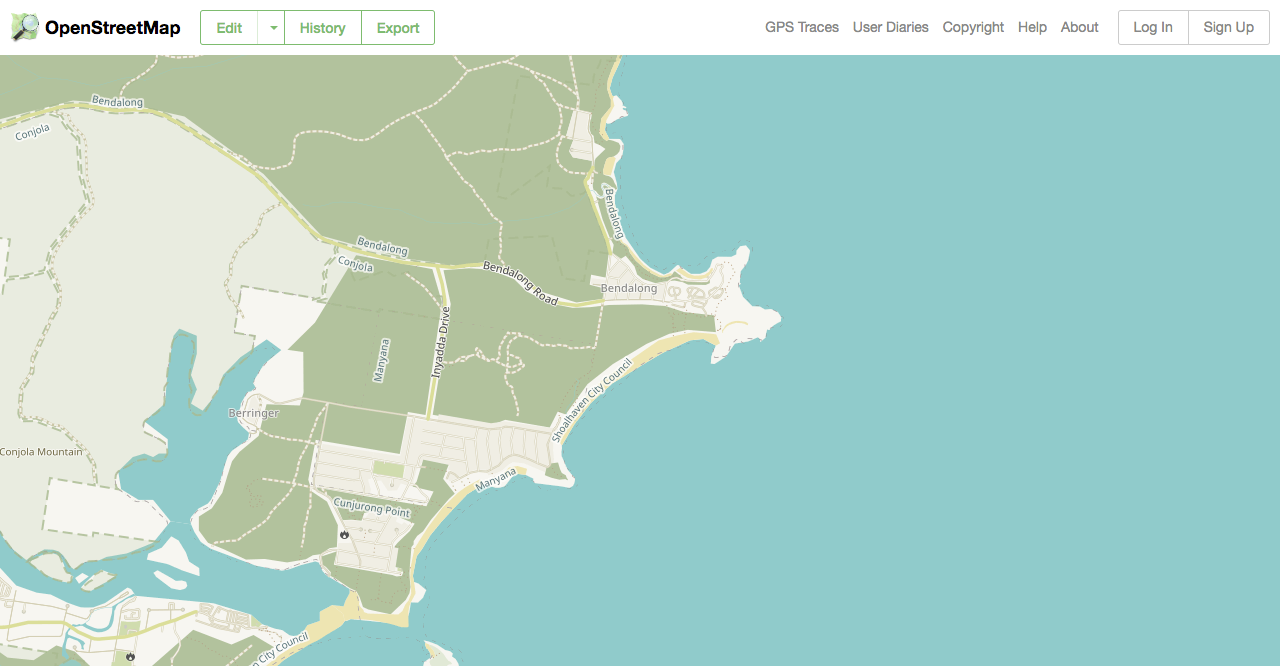 OpenStreetMap
Edit
History
Export
GPS Traces
User Diaries
Copyright
Help
About
Log In
Sign Up
Bendalong
Conjola
Bendalong
Bendalong
Conjola
Bendalong Road
Bendalong
Inyadda Drive
Manyana
Shoalhaven City Council
Berringer
Conjola Mountain
Manyana
Cunjurong Point
City Council